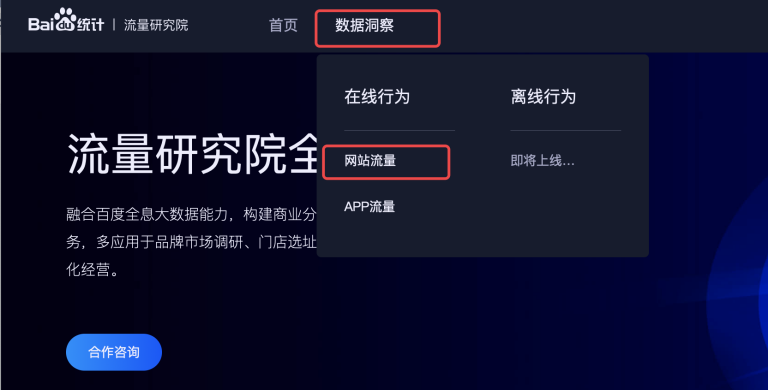 Bai du 统计 | 流量研究院
首页
数据洞察
在线行为
离线行为
网站流量
即将上线...
APP流量
流量研究院全
融合百度全息大数据能力，构建商业分
务，多应用于品牌市场调研、门店选址
化经营。
合作咨询